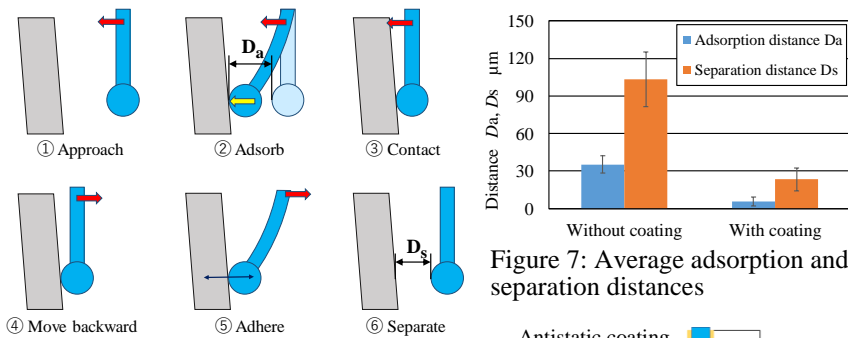 Da
① Approach
② Adsorb
③ Contact
Ds
④ Move backward
⑤ Adhere
⑥ Separate
Distance Da, Ds μm
150
120
90
60
30
0
Adsorption distance Da
Separation distance Ds
Without coating
With coating
Figure 7: Average adsorption and
separation distances
Antistatic coating